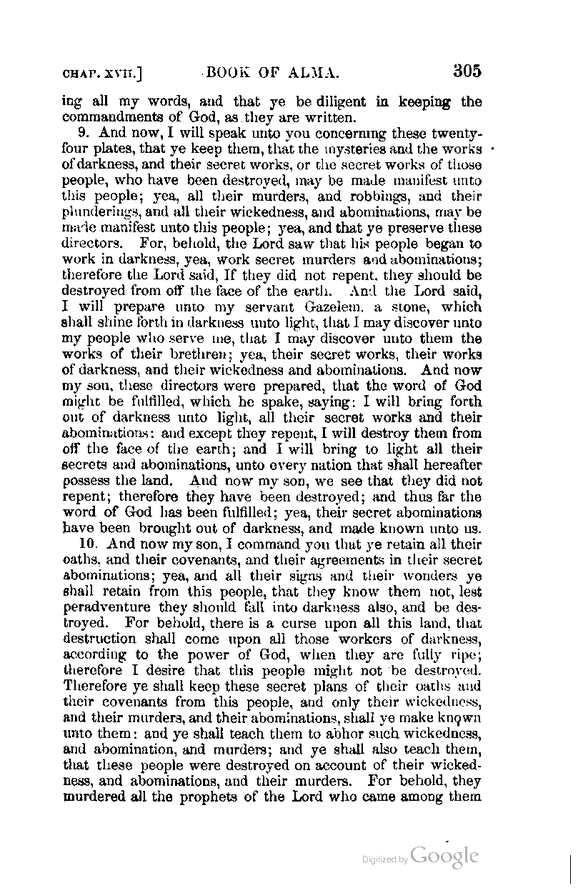 CHAP. XVII.] BOOK OF ALMA. 305
ing all my words, and that ye be diligent in keeping the
commandments of God, as they are written.
9. And now, I will speak unto you concerning these twenty-
four plates, that ye keep them, that the mysteries and the works
of darkness, and their secret works, or the secret works of those
people, who have been destroyed, may be made manifest unto
this people; yea, all their murders, and robbings, and their
plunderings, and all their wickedness, and abominations, may be
made manifest unto this people; yea, and that ye preserve these
directors. For, behold, the Lord saw that his people began to
work in darkness, yea, work secret murders and abominations;
therefore the Lord said, If they did not repent, they should be
destroyed from off the face of the earth. And the Lord said,
I will prepare unto my servant Gazelem, a stone, which
shall shine forth in darkness unto light, that I may discover unto
my people who serve me, that I may discover unto them the
works of their brethren; yea, their secret works, their works
of darkness, and their wickedness and abominations. And now
my son, these directors were prepared, that the word of God
might be fulfilled, which he spake, saying: I will bring forth
out of darkness unto light, all their secret works and their
abominations: and except they repent, I will destroy them from
off the face of the earth; and I will bring to light all their
secrets and abominations, unto every nation that shall hereafter
possess the land. And now my son, we see that they did not
repent; therefore they have been destroyed; and thus far the
word of God has been fulfilled; yea, their secret abominations
have been brought out of darkness, and made known unto us.
10. And now my son, I command you that ye retain all their
oaths, and their covenants, and their agreements in their secret
abominations; yea, and all their signs and their wonders ye
shall retain from this people, that they know them not, lest
peradventure they should fall into darkness also, and be des-
troyed. For behold, there is a curse upon all this land, that
destruction shall come upon all those workers of darkness,
according to the power of God, when they are fully ripe;
therefore I desire that this people might not be destroyed.
Therefore ye shall keep these secret plans of their oaths and
their covenants from this people, and only their wickedness,
and their murders, and their abominations, shall ye make known
unto them: and ye shall teach them to abhor such wickedness,
and abomination, and murders; and ye shall also teach them,
that these people were destroyed on account of their wicked-
ness, and abominations, and their murders. For behold, they
murdered all the prophets of the Lord who came among them
Digitized by Google